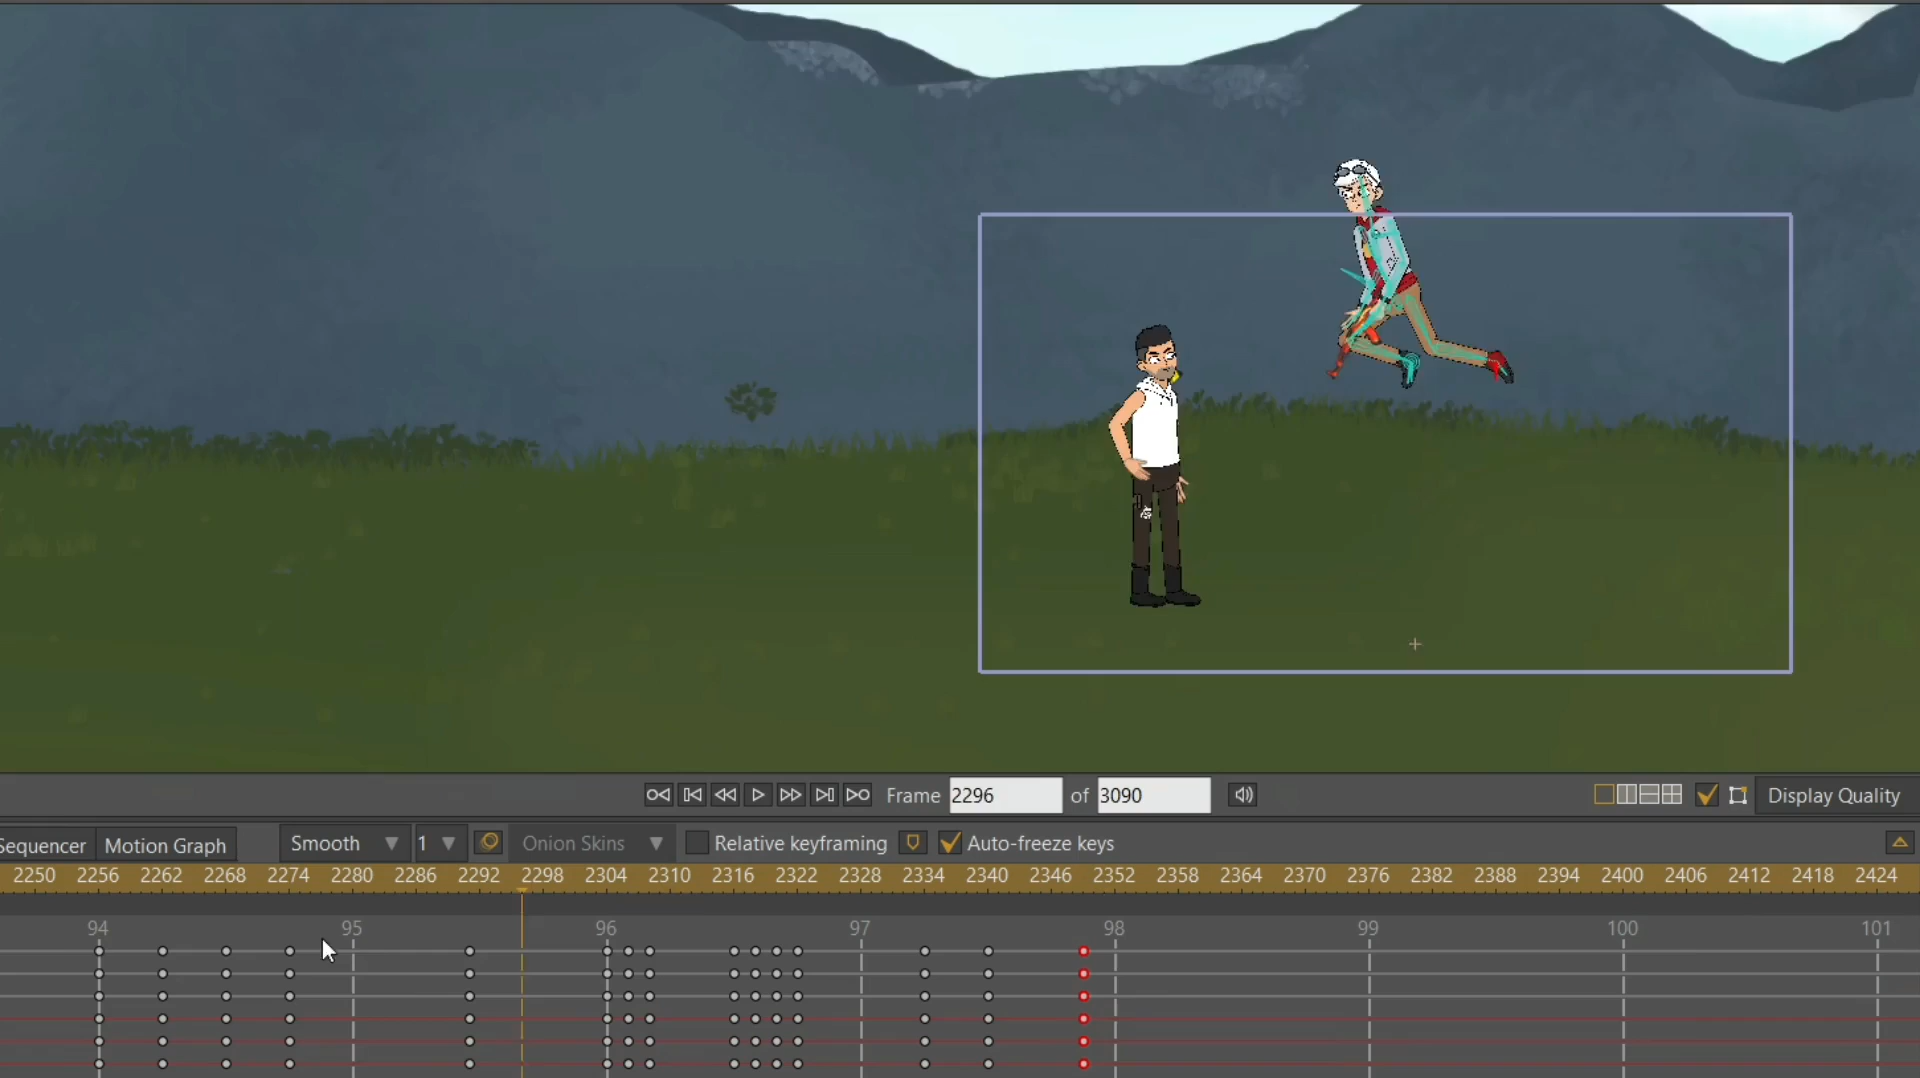 Frame 2296 of 3090 Display Quality
Sequencer Motion Graph Smooth 1 Onion Skins Relative keyframing Auto-freeze keys
2250 2256 2262 2268 2274 2280 2286 2292 2298 2304 2310 2316 2322 2328 2334 2340 2346 2352 2358 2364 2370 2376 2382 2388 2394 2400 2406 2412 2418 2424
94 95 96 97 98 99 100 101